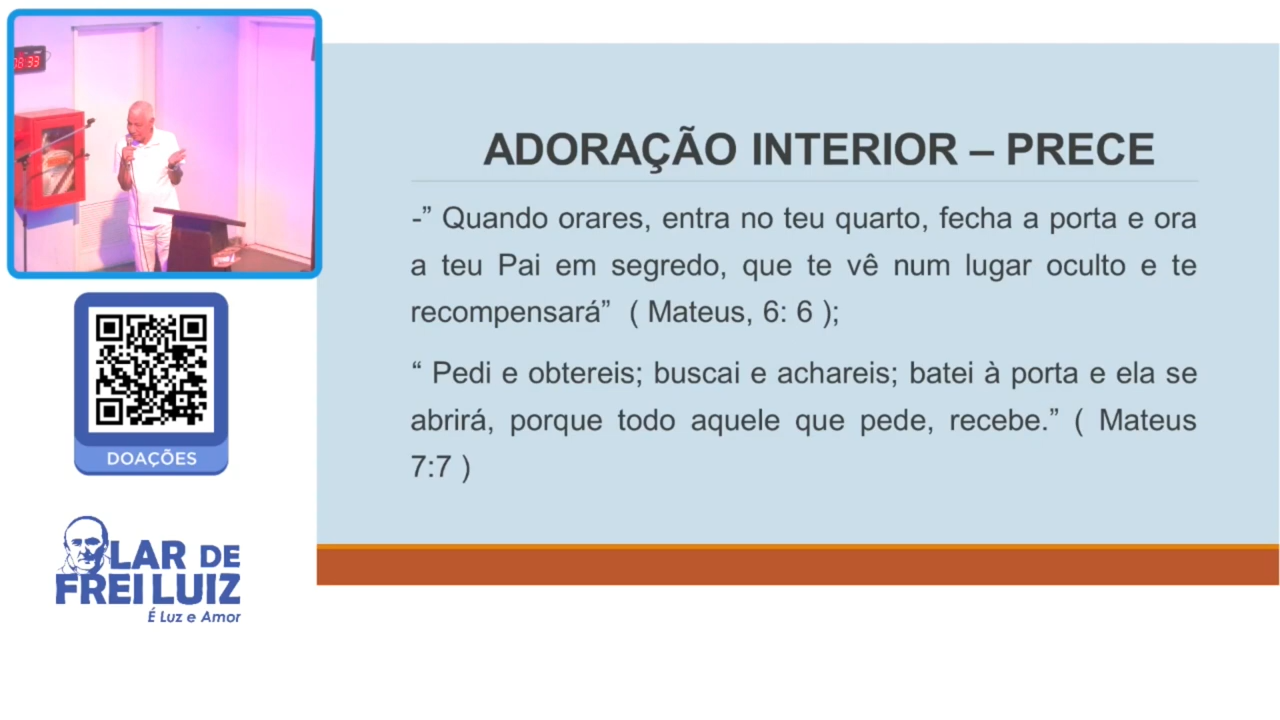 08:33
ADORAÇÃO INTERIOR – PRECE
-” Quando orares, entra no teu quarto, fecha a porta e ora
a teu Pai em segredo, que te vê num lugar oculto e te
recompensará” ( Mateus, 6: 6 );
“ Pedi e obtereis; buscai e achareis; batei à porta e ela se
abrirá, porque todo aquele que pede, recebe.” ( Mateus
7:7 )
DOAÇÕES
LAR DE
FREI LUIZ
É Luz e Amor